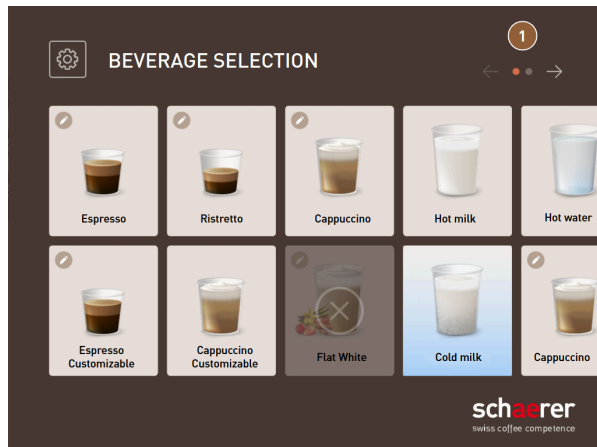 1
BEVERAGE SELECTION
Espresso
Ristretto
Cappuccino
Hot milk
Hot water
Espresso
Customizable
Cappuccino
Customizable
Flat White
Cold milk
Cappuccino
schaerer
swiss coffee competence